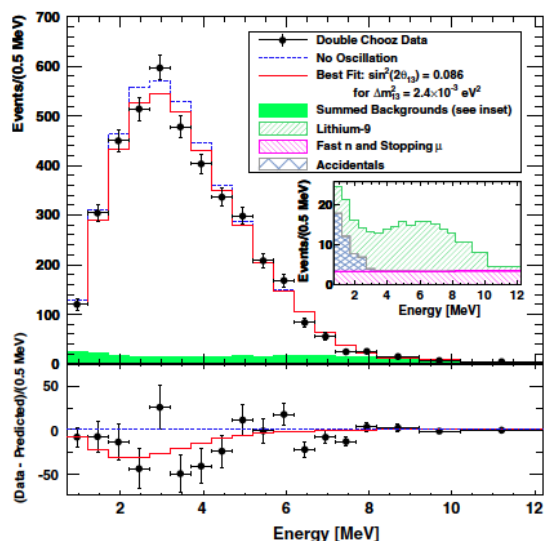 Events/(0.5 MeV)
700
600
500
400
300
200
100
0
Double Chooz Data
No Oscillation
Best Fit: sin²(2θ₁₃) = 0.086
for Δm²₁₃ = 2.4×10⁻³ eV²
Summed Backgrounds (see inset)
Lithium-9
Fast n and Stopping μ
Accidentals
Events/(0.5 MeV)
20
10
0
2 4 6 8 10 12
Energy [MeV]
(Data - Predicted)/(0.5 MeV)
50
0
-50
2 4 6 8 10 12
Energy [MeV]